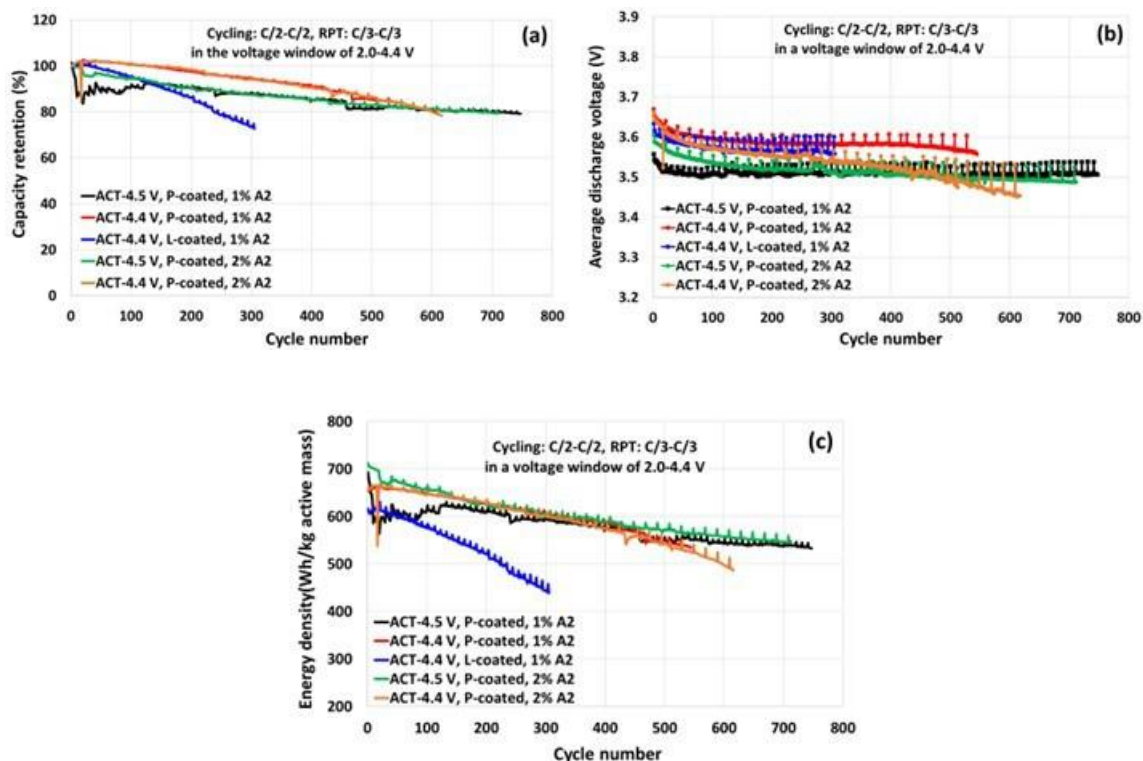 Cycling: C/2-C/2, RPT: C/3-C/3
in the voltage window of 2.0-4.4 V
(a)
Capacity retention (%)
120
100
80
60
40
20
0
ACT-4.5 V, P-coated, 1% A2
ACT-4.4 V, P-coated, 1% A2
ACT-4.4 V, L-coated, 1% A2
ACT-4.5 V, P-coated, 2% A2
ACT-4.4 V, P-coated, 2% A2
0 100 200 300 400 500 600 700 800
Cycle number
Cycling: C/2-C/2, RPT: C/3-C/3
in a voltage window of 2.0-4.4 V
(b)
Average discharge voltage (V)
3.9
3.8
3.7
3.6
3.5
3.4
3.3
3.2
ACT-4.5 V, P-coated, 1% A2
ACT-4.4 V, P-coated, 1% A2
ACT-4.4 V, L-coated, 1% A2
ACT-4.5 V, P-coated, 2% A2
ACT-4.4 V, P-coated, 2% A2
0 100 200 300 400 500 600 700 800
Cycle number
Cycling: C/2-C/2, RPT: C/3-C/3
in a voltage window of 2.0-4.4 V
(c)
Energy density(Wh/kg active mass)
800
700
600
500
400
300
200
ACT-4.5 V, P-coated, 1% A2
ACT-4.4 V, P-coated, 1% A2
ACT-4.4 V, L-coated, 1% A2
ACT-4.5 V, P-coated, 2% A2
ACT-4.4 V, P-coated, 2% A2
0 100 200 300 400 500 600 700 800
Cycle number